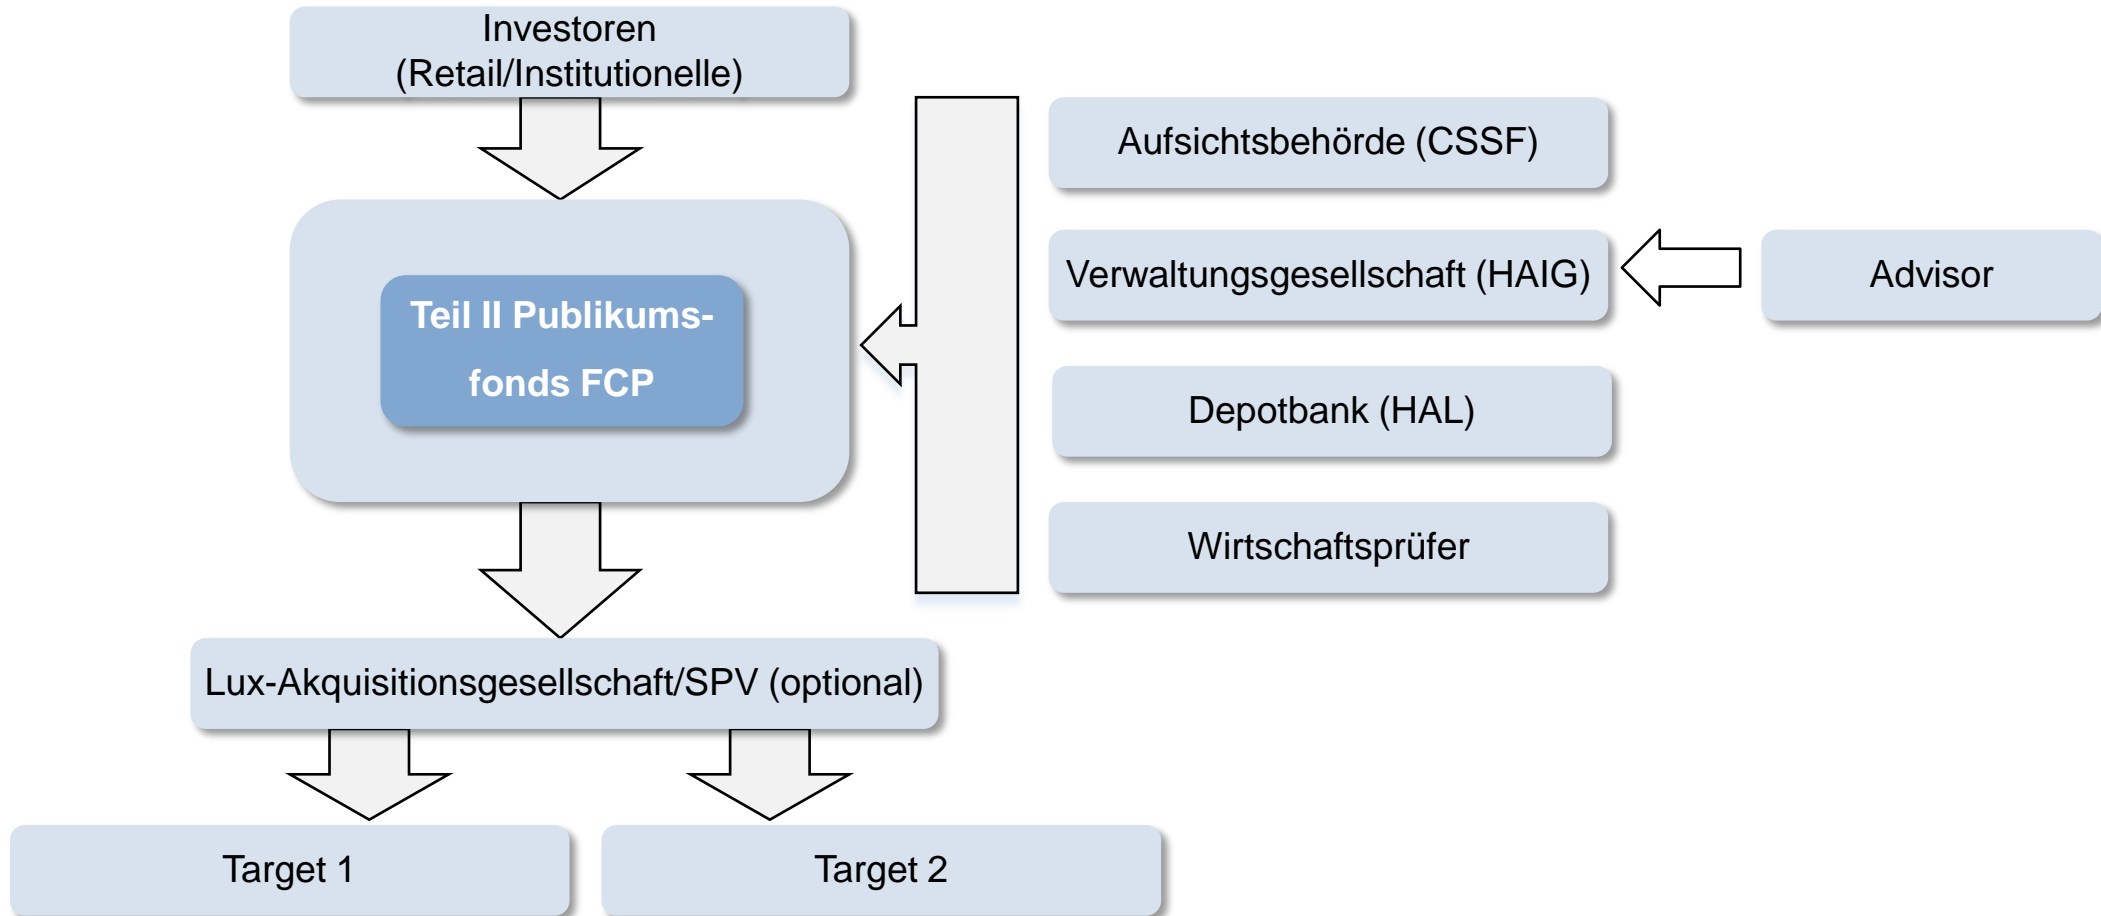 Investoren
(Retail/Institutionelle)
Aufsichtsbehörde (CSSF)
Verwaltungsgesellschaft (HAIG)
Advisor
Teil II Publikums-
fonds FCP
Depotbank (HAL)
Wirtschaftsprüfer
Lux-Akquisitionsgesellschaft/SPV (optional)
Target 1
Target 2